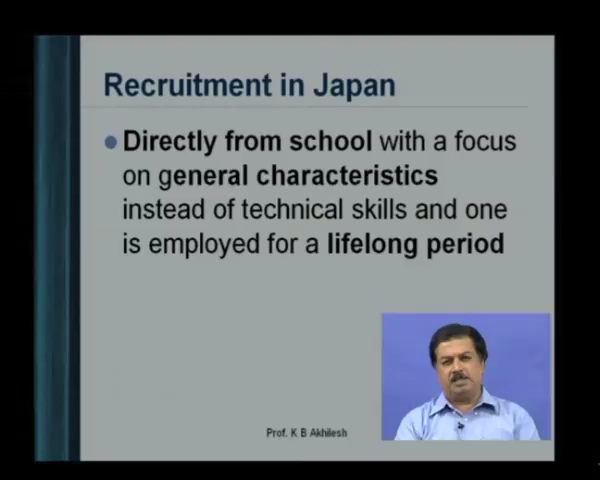 Recruitment in Japan
Directly from school with a focus
on general characteristics
instead of technical skills and one
is employed for a lifelong period
Prof. K B Akhilesh